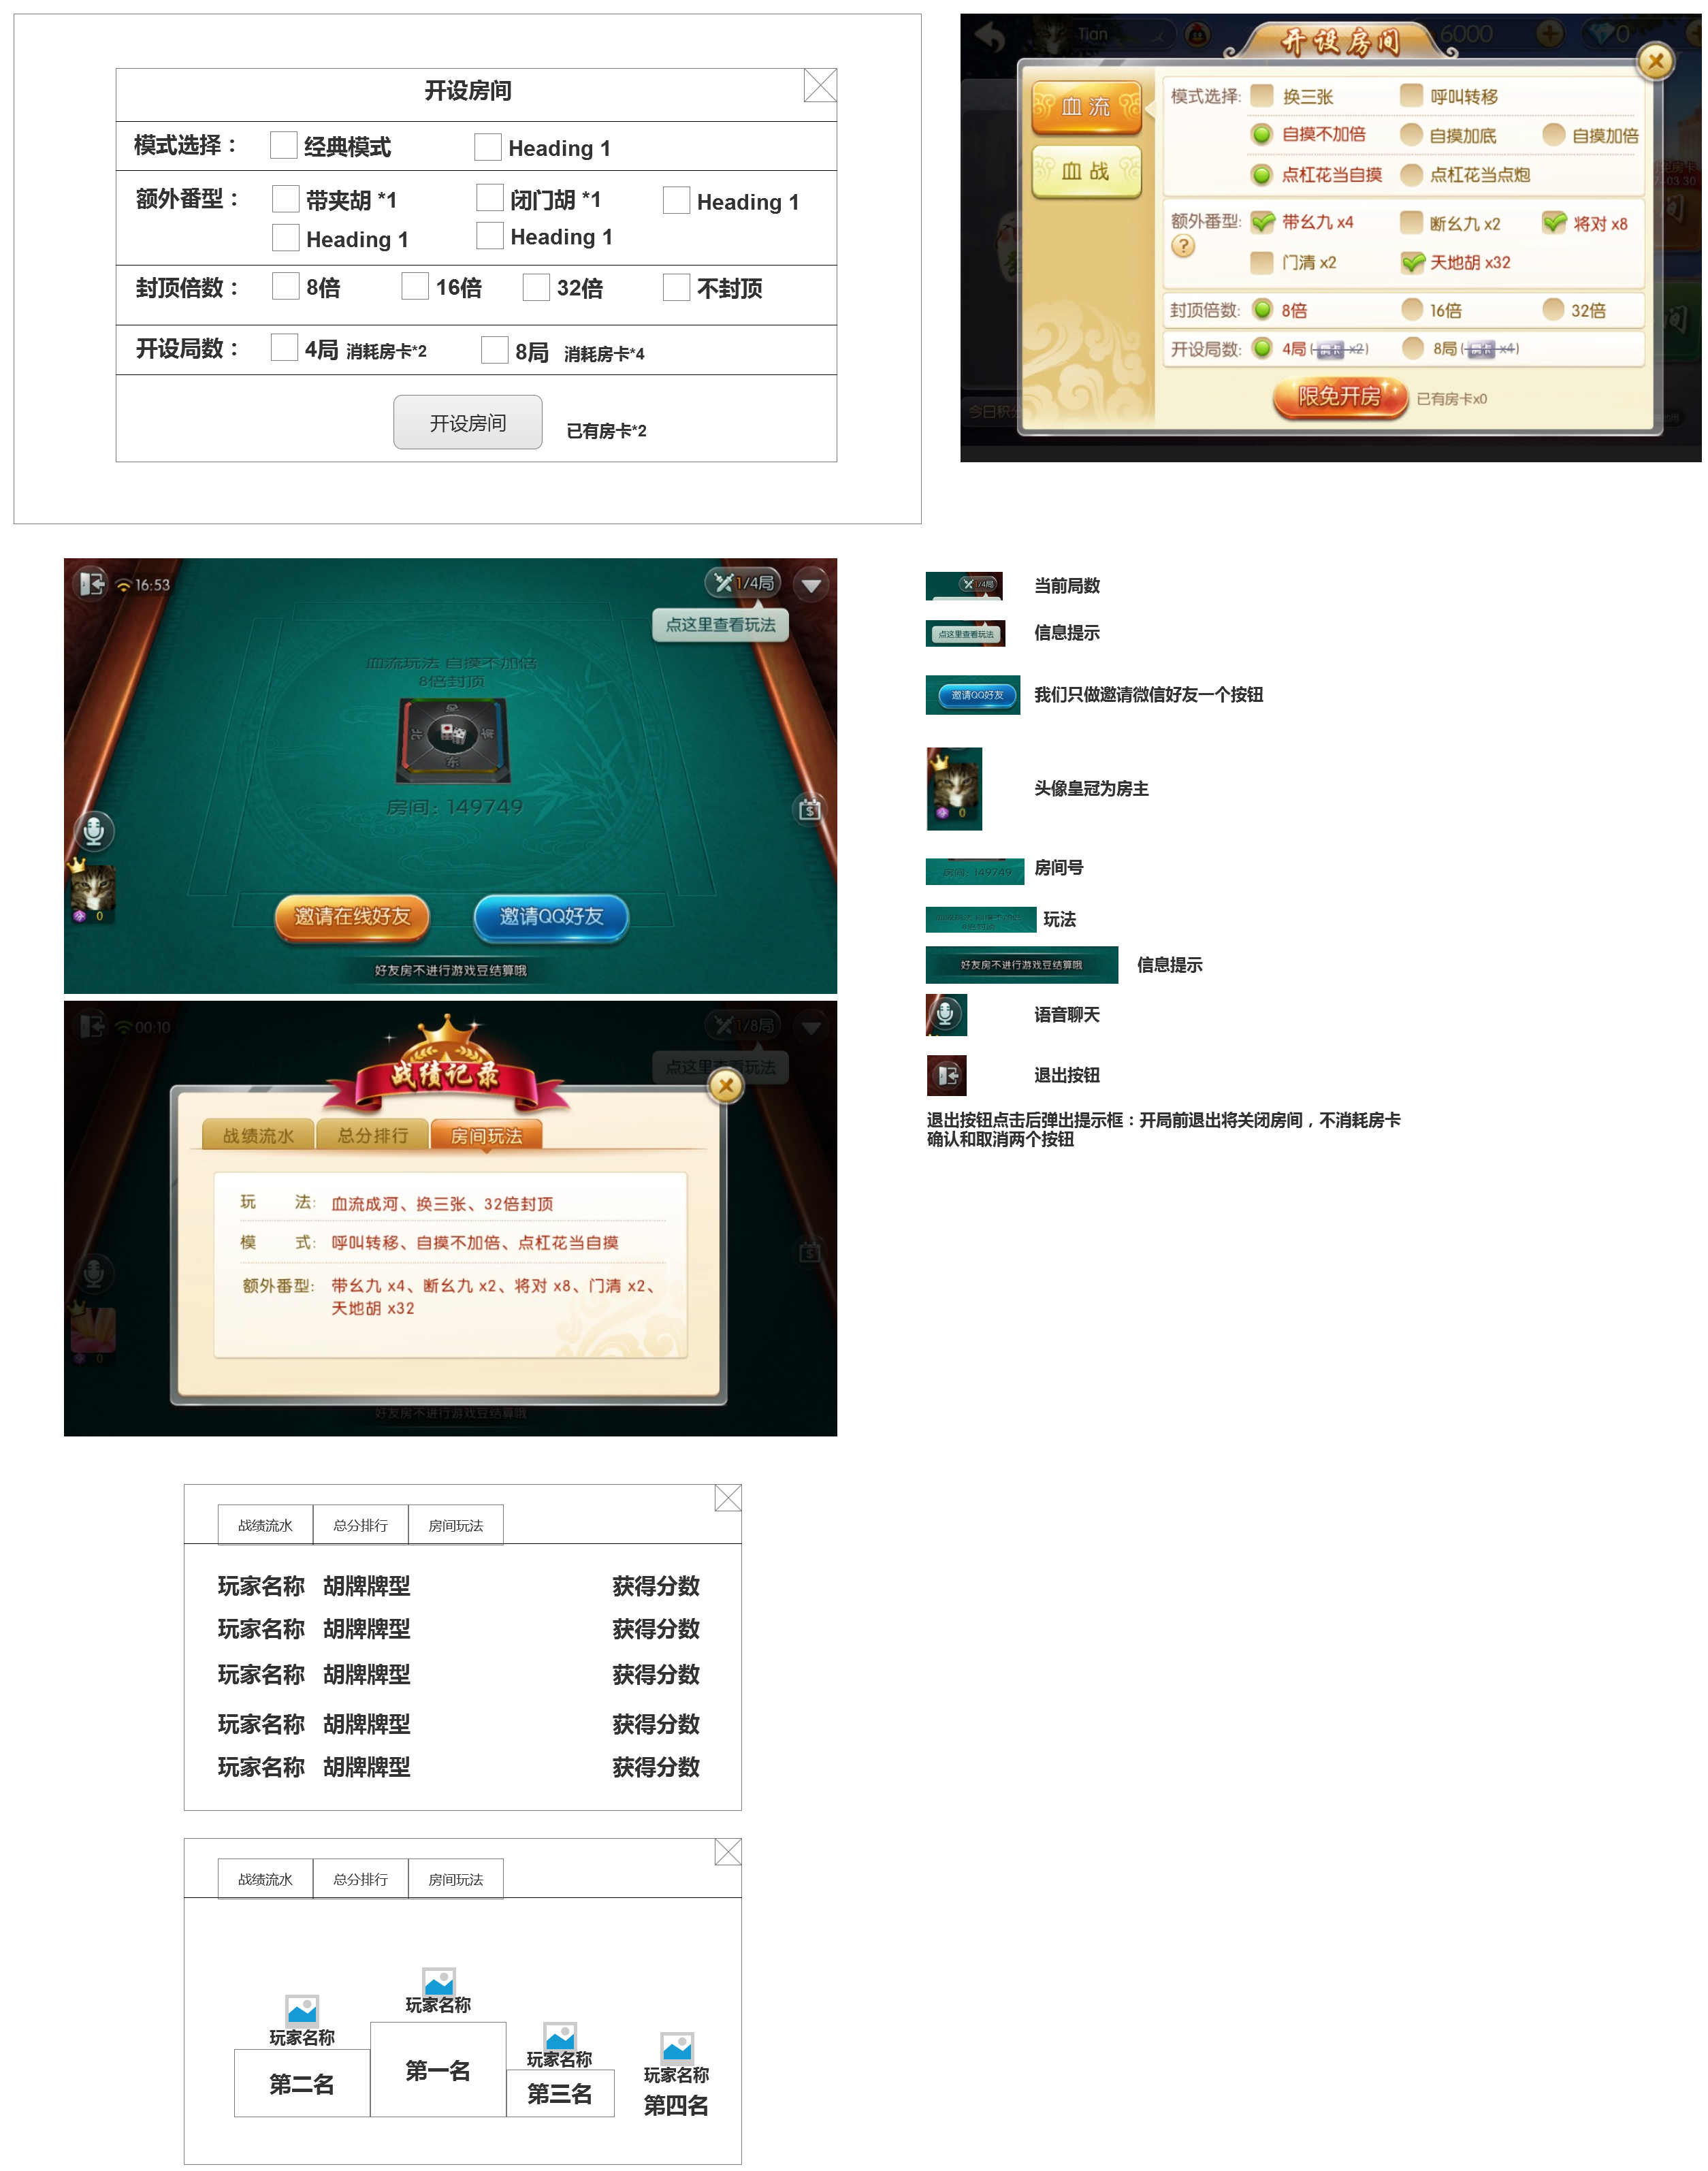 开设房间
模式选择：
经典模式
Heading 1
额外番型：
带夹胡 *1
闭门胡 *1
Heading 1
Heading 1
Heading 1
封顶倍数：
8倍
16倍
32倍
不封顶
开设局数：
4局 消耗房卡*2
8局 消耗房卡*4
开设房间
已有房卡*2
Tian
6000
0
开设房间
血流
血战
模式选择:
换三张
呼叫转移
自摸不加倍
自摸加底
自摸加倍
点杠花当自摸
点杠花当点炮
额外番型:
带幺九 x4
断幺九 x2
将对 x8
?
门清 x2
天地胡 x32
封顶倍数:
8倍
16倍
32倍
开设局数:
4局(房卡 x2)
8局(房卡 x4)
限免开房
已有房卡x0
16:53
1/4局
点这里查看玩法
血流玩法 自摸不加倍
8倍封顶
房间: 149749
0
邀请在线好友
邀请QQ好友
好友房不进行游戏豆结算哦
1/4局
当前局数
点这里查看玩法
信息提示
邀请QQ好友
我们只做邀请微信好友一个按钮
0
头像皇冠为房主
房间: 149749
房间号
玩法
好友房不进行游戏豆结算哦
信息提示
语音聊天
退出按钮
退出按钮点击后弹出提示框：开局前退出将关闭房间，不消耗房卡
确认和取消两个按钮
00:10
1/8局
点这里查看玩法
战绩记录
战绩流水
总分排行
房间玩法
玩 法: 血流成河、换三张、32倍封顶
模 式: 呼叫转移、自摸不加倍、点杠花当自摸
额外番型: 带幺九 x4、断幺九 x2、将对 x8、门清 x2、
天地胡 x32
0
好友房不进行游戏豆结算哦
战绩流水
总分排行
房间玩法
玩家名称 胡牌牌型 获得分数
玩家名称 胡牌牌型 获得分数
玩家名称 胡牌牌型 获得分数
玩家名称 胡牌牌型 获得分数
玩家名称 胡牌牌型 获得分数
战绩流水
总分排行
房间玩法
玩家名称
第一名
玩家名称
第二名
玩家名称
第三名
玩家名称
第四名